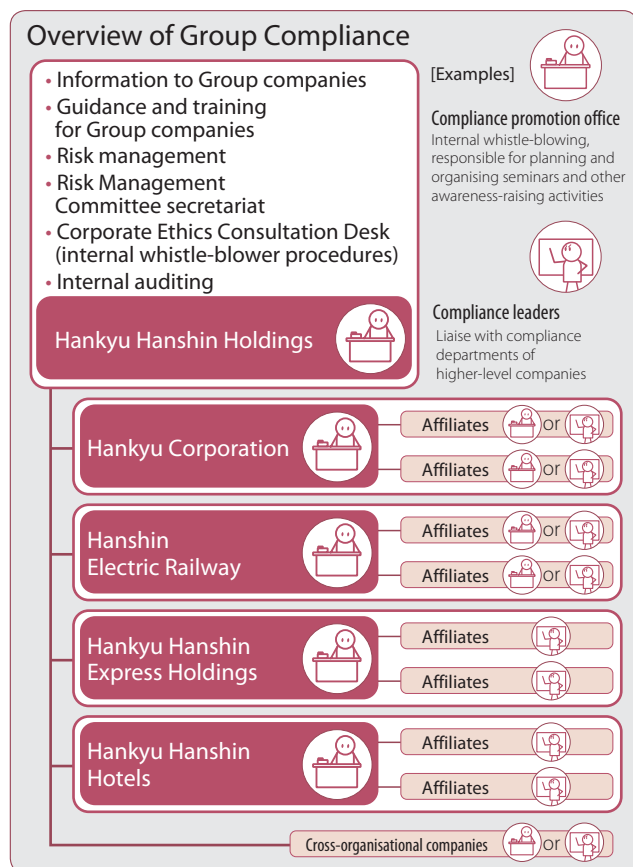 Overview of Group Compliance
• Information to Group companies
• Guidance and training
for Group companies
• Risk management
• Risk Management
Committee secretariat
• Corporate Ethics Consultation Desk
(internal whistle-blower procedures)
• Internal auditing
Hankyu Hanshin Holdings
[Examples]
Compliance promotion office
Internal whistle-blowing,
responsible for planning and
organising seminars and other
awareness-raising activities
Compliance leaders
Liaise with compliance
departments of
higher-level companies
Hankyu Corporation
Affiliates or
Affiliates or
Hanshin
Electric Railway
Affiliates or
Affiliates or
Hankyu Hanshin
Express Holdings
Affiliates
Affiliates
Hankyu Hanshin
Hotels
Affiliates
Affiliates
Cross-organisational companies or